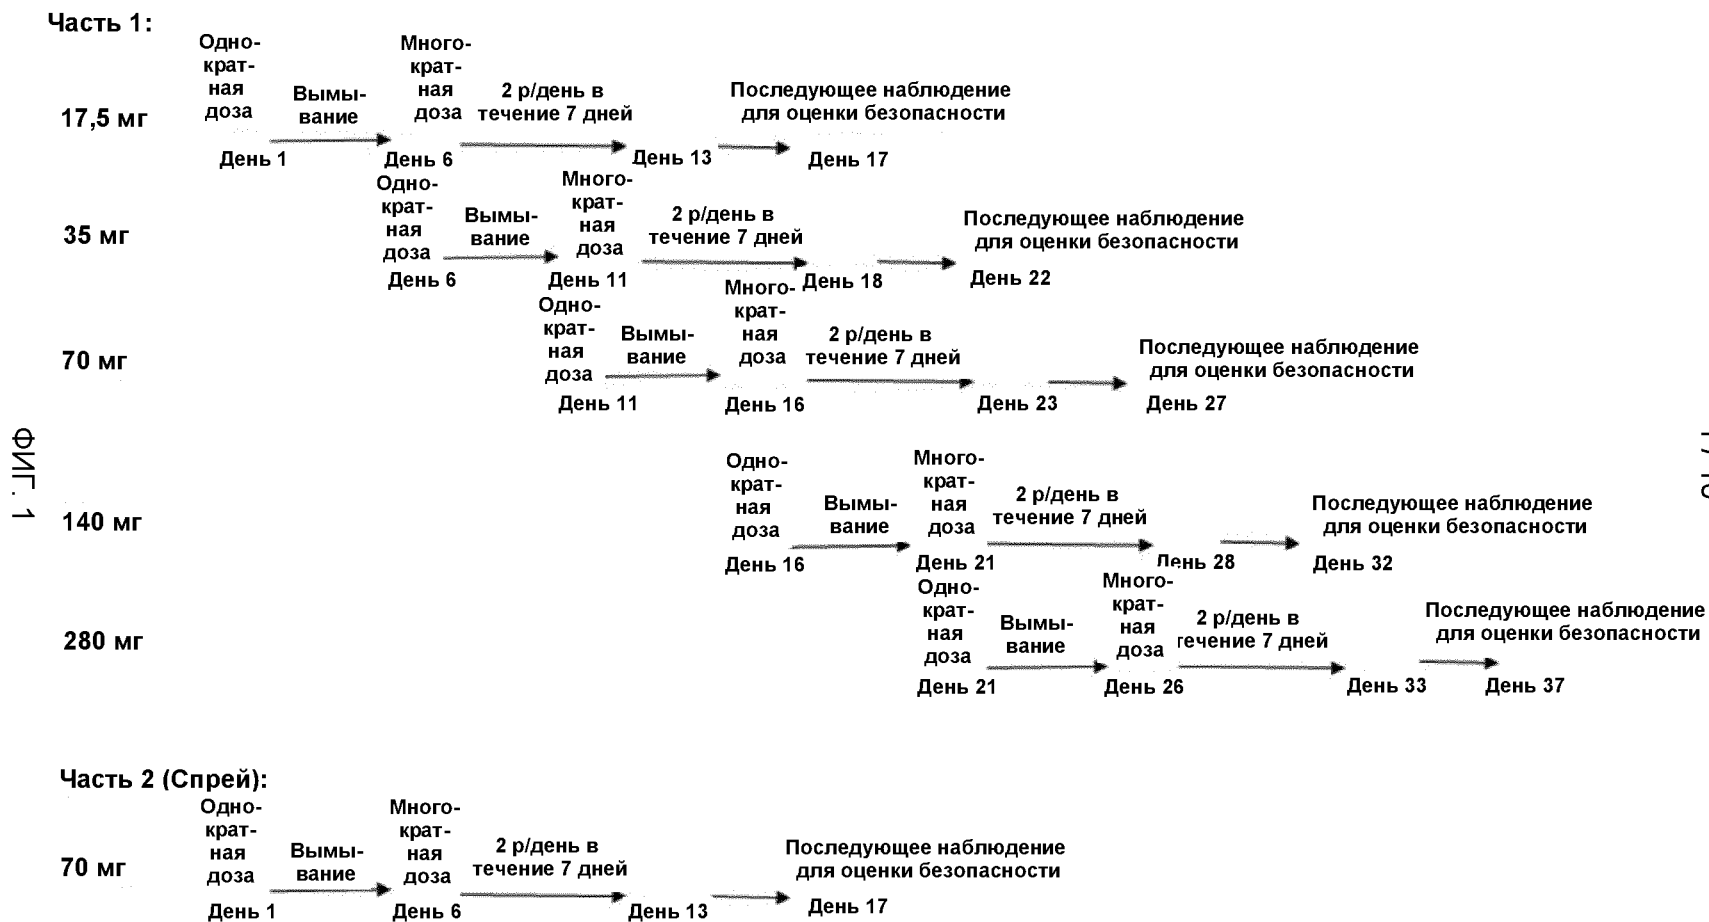 Часть 1:
17,5 мг
Одно-
крат-
ная
доза
Вымы-
вание
Много-
крат-
ная
доза
2 р/день в
течение 7 дней
Последующее наблюдение
для оценки безопасности
День 1
День 6
День 13
День 17
35 мг
Одно-
крат-
ная
доза
Вымы-
вание
Много-
крат-
ная
доза
2 р/день в
течение 7 дней
Последующее наблюдение
для оценки безопасности
День 6
День 11
День 18
День 22
70 мг
Одно-
крат-
ная
доза
Вымы-
вание
Много-
крат-
ная
доза
2 р/день в
течение 7 дней
Последующее наблюдение
для оценки безопасности
День 11
День 16
День 23
День 27
140 мг
Одно-
крат-
ная
доза
Вымы-
вание
Много-
крат-
ная
доза
2 р/день в
течение 7 дней
Последующее наблюдение
для оценки безопасности
День 16
День 21
День 28
День 32
280 мг
Одно-
крат-
ная
доза
Вымы-
вание
Много-
крат-
ная
доза
2 р/день в
течение 7 дней
Последующее наблюдение
для оценки безопасности
День 21
День 26
День 33
День 37
Часть 2 (Спрей):
70 мг
Одно-
крат-
ная
доза
Вымы-
вание
Много-
крат-
ная
доза
2 р/день в
течение 7 дней
Последующее наблюдение
для оценки безопасности
День 1
День 6
День 13
День 17
ФИГ. 1